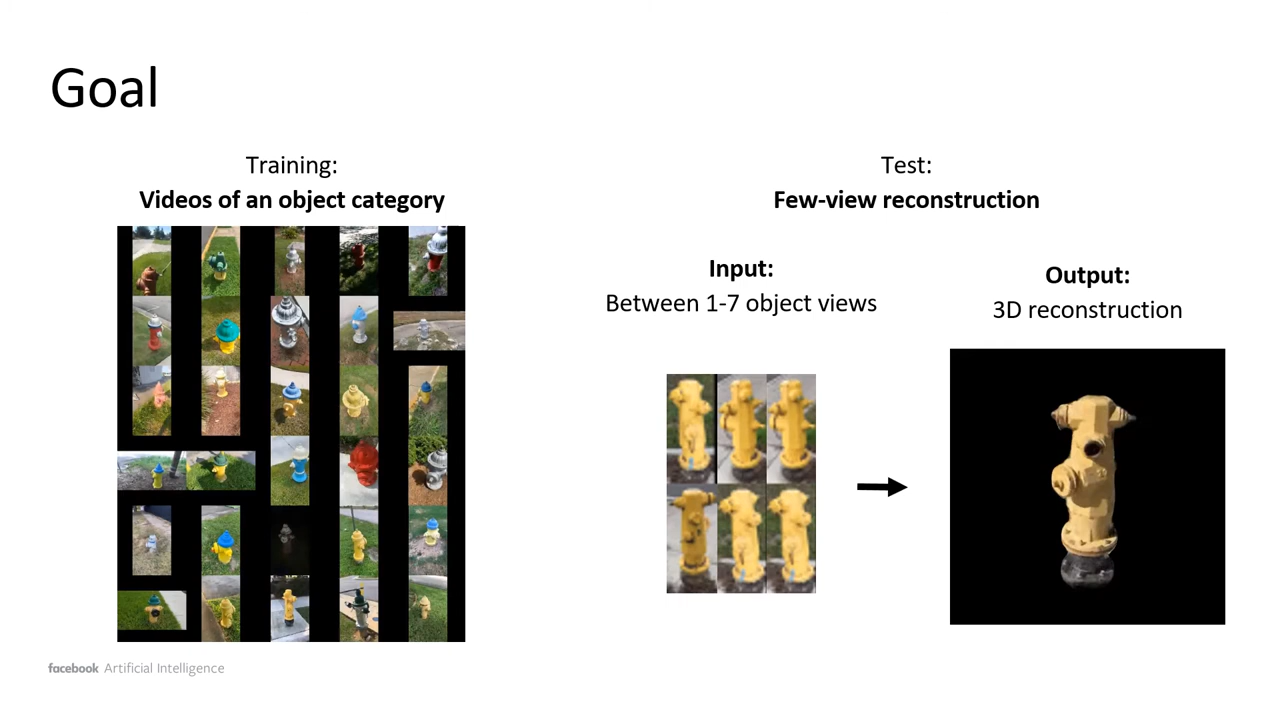 Goal
Training:
Videos of an object category
Test:
Few-view reconstruction
Input:
Between 1-7 object views
Output:
3D reconstruction
facebook Artificial Intelligence